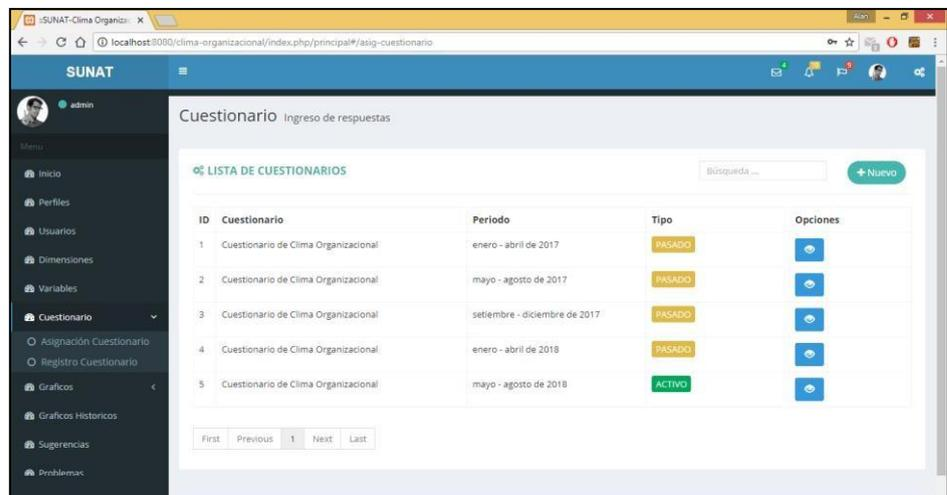 :SUNAT-Clima Organizac
Alan
localhost:8080/clima-organizacional/index.php/principal#/asig-cuestionario
SUNAT
4
9
admin
Menu
Inicio
Perfiles
Usuarios
Dimensiones
Variables
Cuestionario
Asignación Cuestionario
Registro Cuestionario
Graficos
Graficos Historicos
Sugerencias
Problemas
Cuestionario Ingreso de respuestas
LISTA DE CUESTIONARIOS
Búsqueda ...
+ Nuevo
ID Cuestionario Periodo Tipo Opciones
1 Cuestionario de Clima Organizacional enero - abril de 2017 PASADO
2 Cuestionario de Clima Organizacional mayo - agosto de 2017 PASADO
3 Cuestionario de Clima Organizacional setiembre - diciembre de 2017 PASADO
4 Cuestionario de Clima Organizacional enero - abril de 2018 PASADO
5 Cuestionario de Clima Organizacional mayo - agosto de 2018 ACTIVO
First Previous 1 Next Last